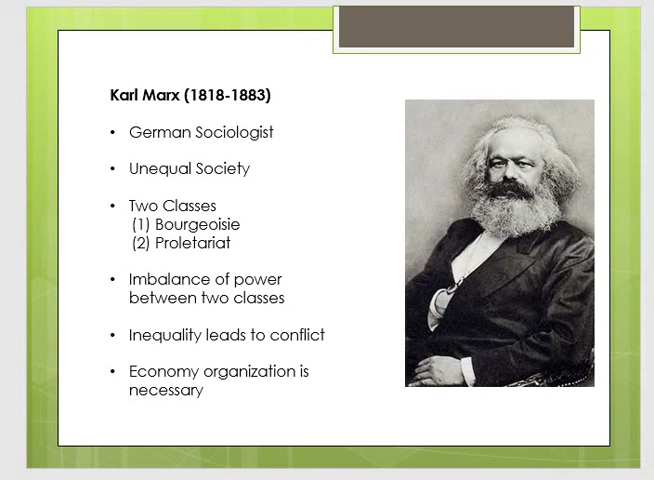 Karl Marx (1818-1883)
• German Sociologist
• Unequal Society
• Two Classes
(1) Bourgeoisie
(2) Proletariat
• Imbalance of power
between two classes
• Inequality leads to conflict
• Economy organization is
necessary